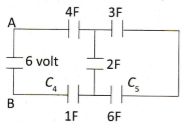 4F 3F
A
6 volt 2F
B C₄ C₅
1F 6F